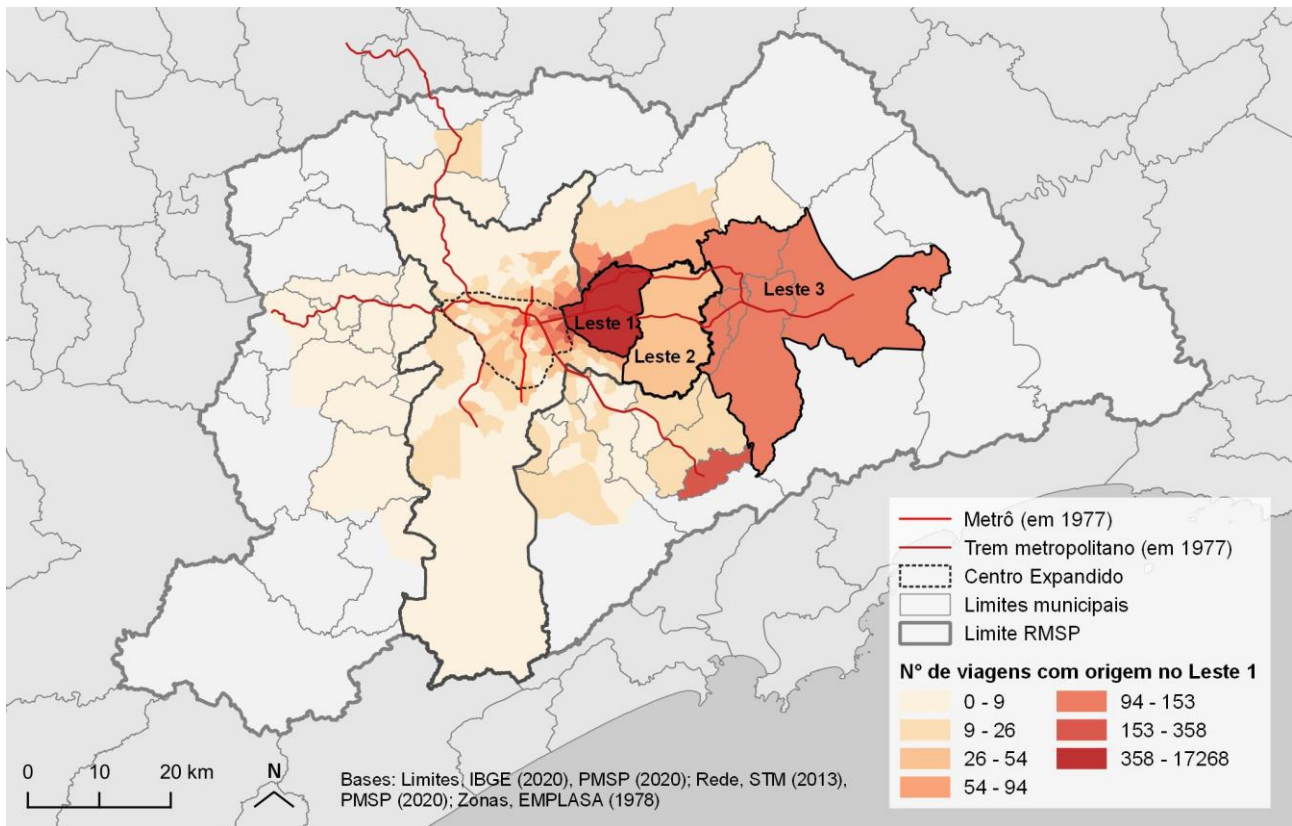 Leste 3
Leste 1
Leste 2
Metrô (em 1977)
Trem metropolitano (em 1977)
Centro Expandido
Limites municipais
Limite RMSP
N° de viagens com origem no Leste 1
0 - 9
9 - 26
26 - 54
54 - 94
94 - 153
153 - 358
358 - 17268
0 10 20 km
N
Bases: Limites, IBGE (2020), PMSP (2020); Rede, STM (2013),
PMSP (2020); Zonas, EMPLASA (1978)